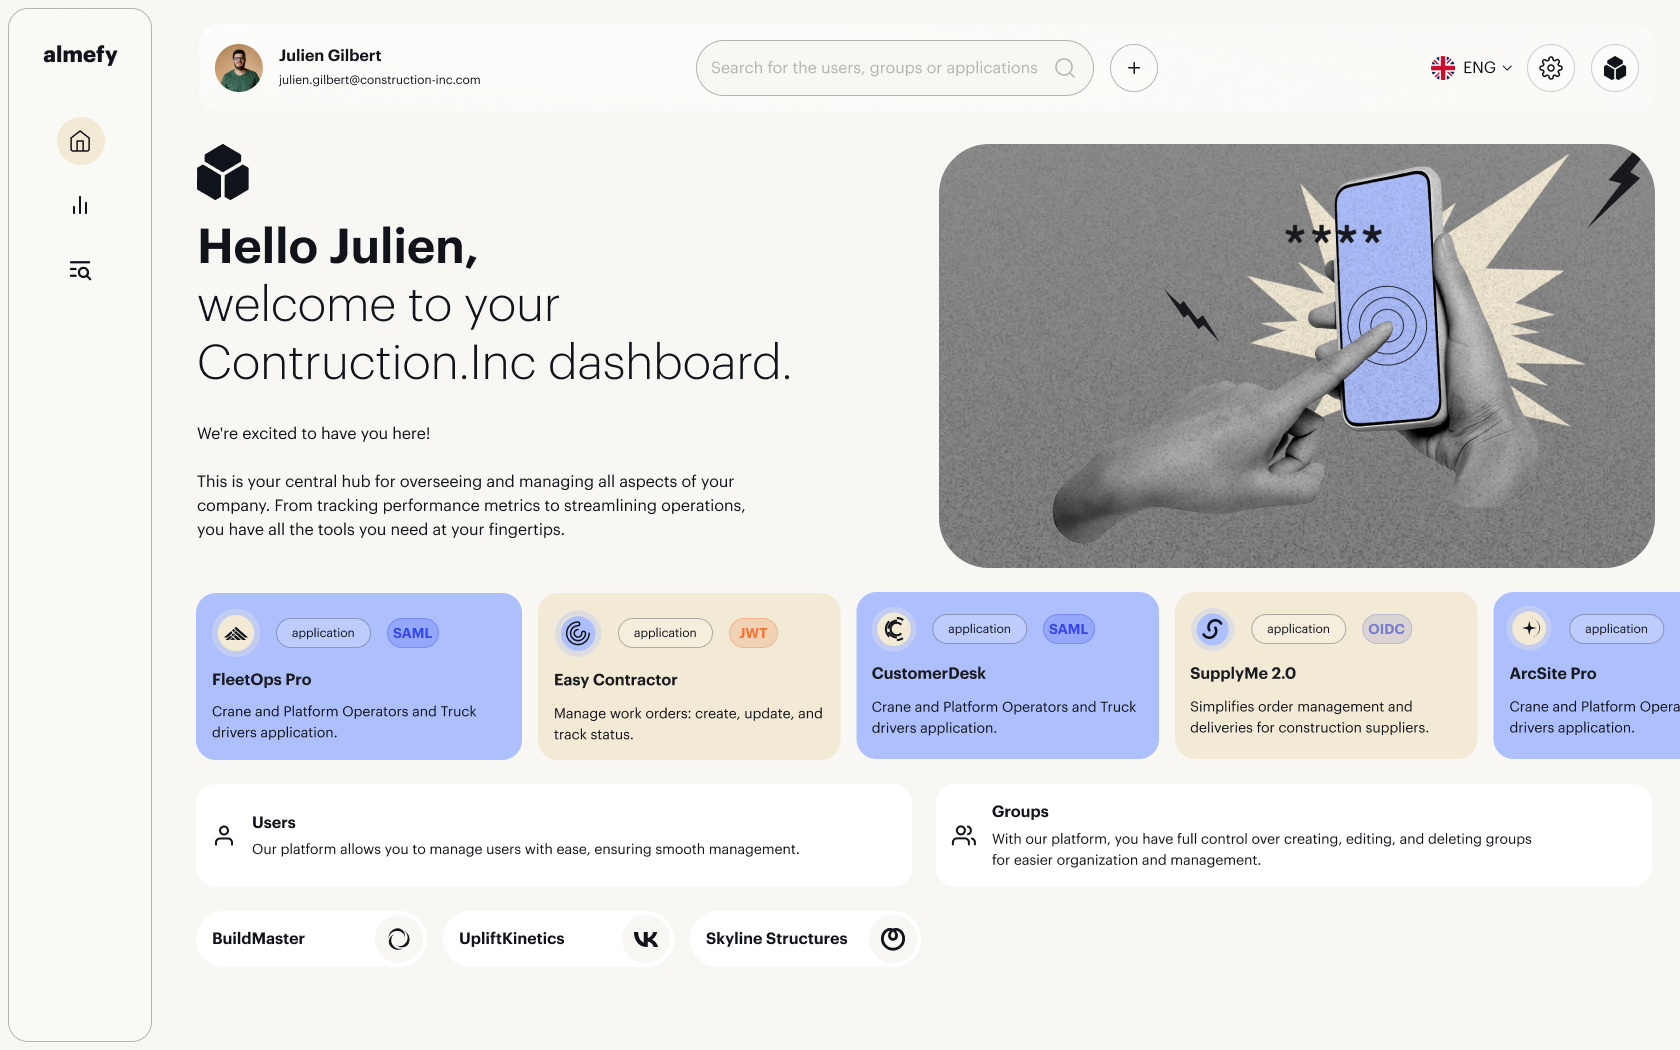 almefy
Julien Gilbert
julien.gilbert@construction-inc.com
Search for the users, groups or applications
+
ENG
Hello Julien,
welcome to your
Contruction.Inc dashboard.
We're excited to have you here!
This is your central hub for overseeing and managing all aspects of your
company. From tracking performance metrics to streamlining operations,
you have all the tools you need at your fingertips.
****
application SAML
FleetOps Pro
Crane and Platform Operators and Truck
drivers application.
application JWT
Easy Contractor
Manage work orders: create, update, and
track status.
application SAML
CustomerDesk
Crane and Platform Operators and Truck
drivers application.
application OIDC
SupplyMe 2.0
Simplifies order management and
deliveries for construction suppliers.
application
ArcSite Pro
Crane and Platform Opera
drivers application.
Users
Our platform allows you to manage users with ease, ensuring smooth management.
Groups
With our platform, you have full control over creating, editing, and deleting groups
for easier organization and management.
BuildMaster
UpliftKinetics
VK
Skyline Structures